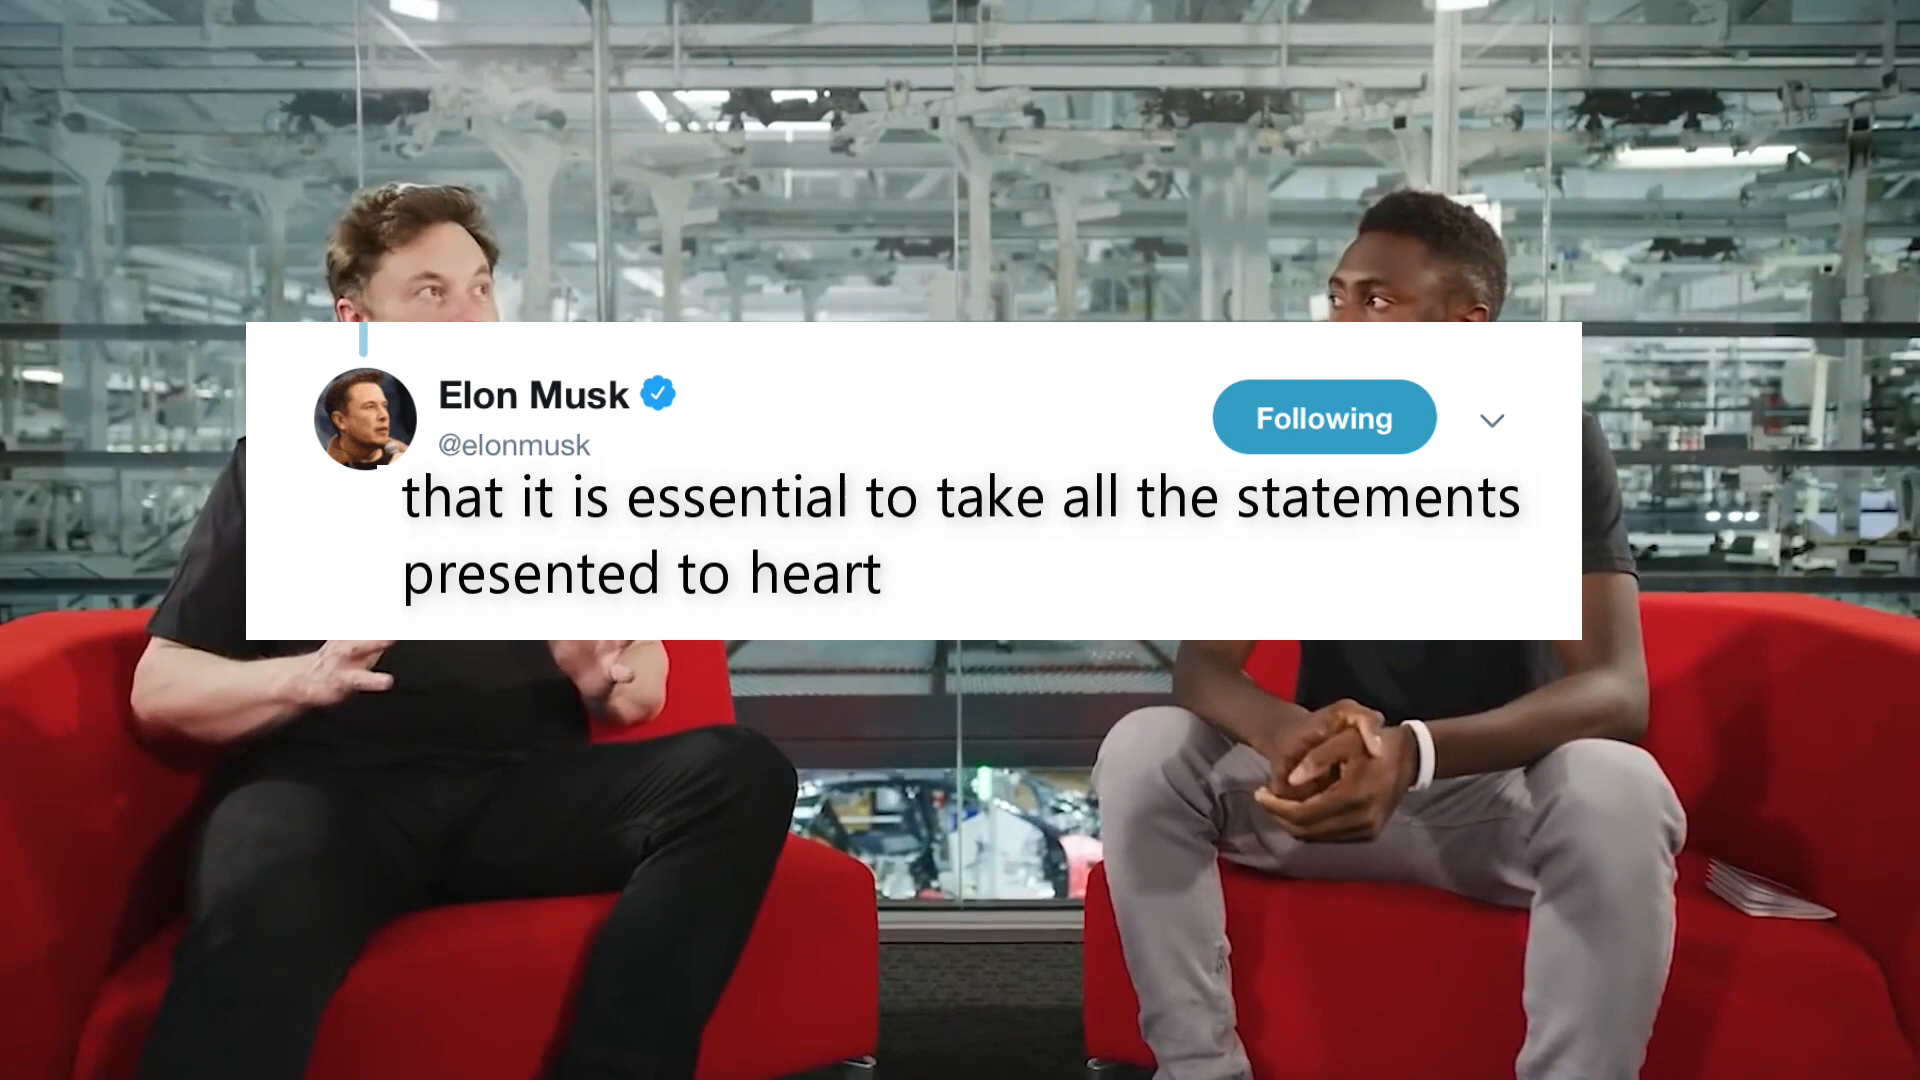 Elon Musk
@elonmusk
Following
that it is essential to take all the statements
presented to heart